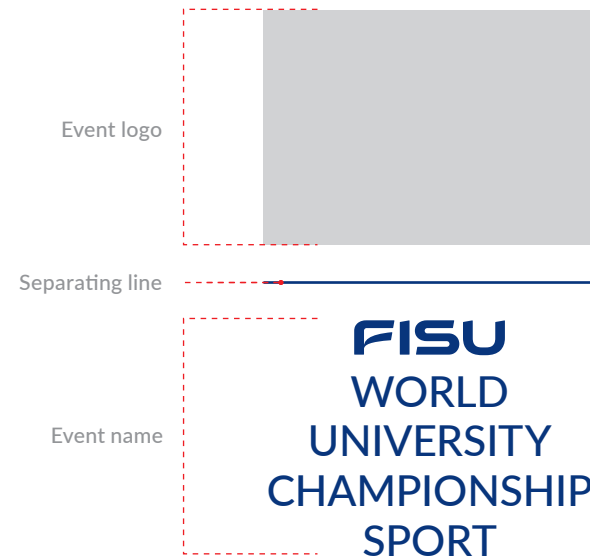 Event logo
Separating line
FISU
WORLD
UNIVERSITY
Event name
CHAMPIONSHIP
SPORT